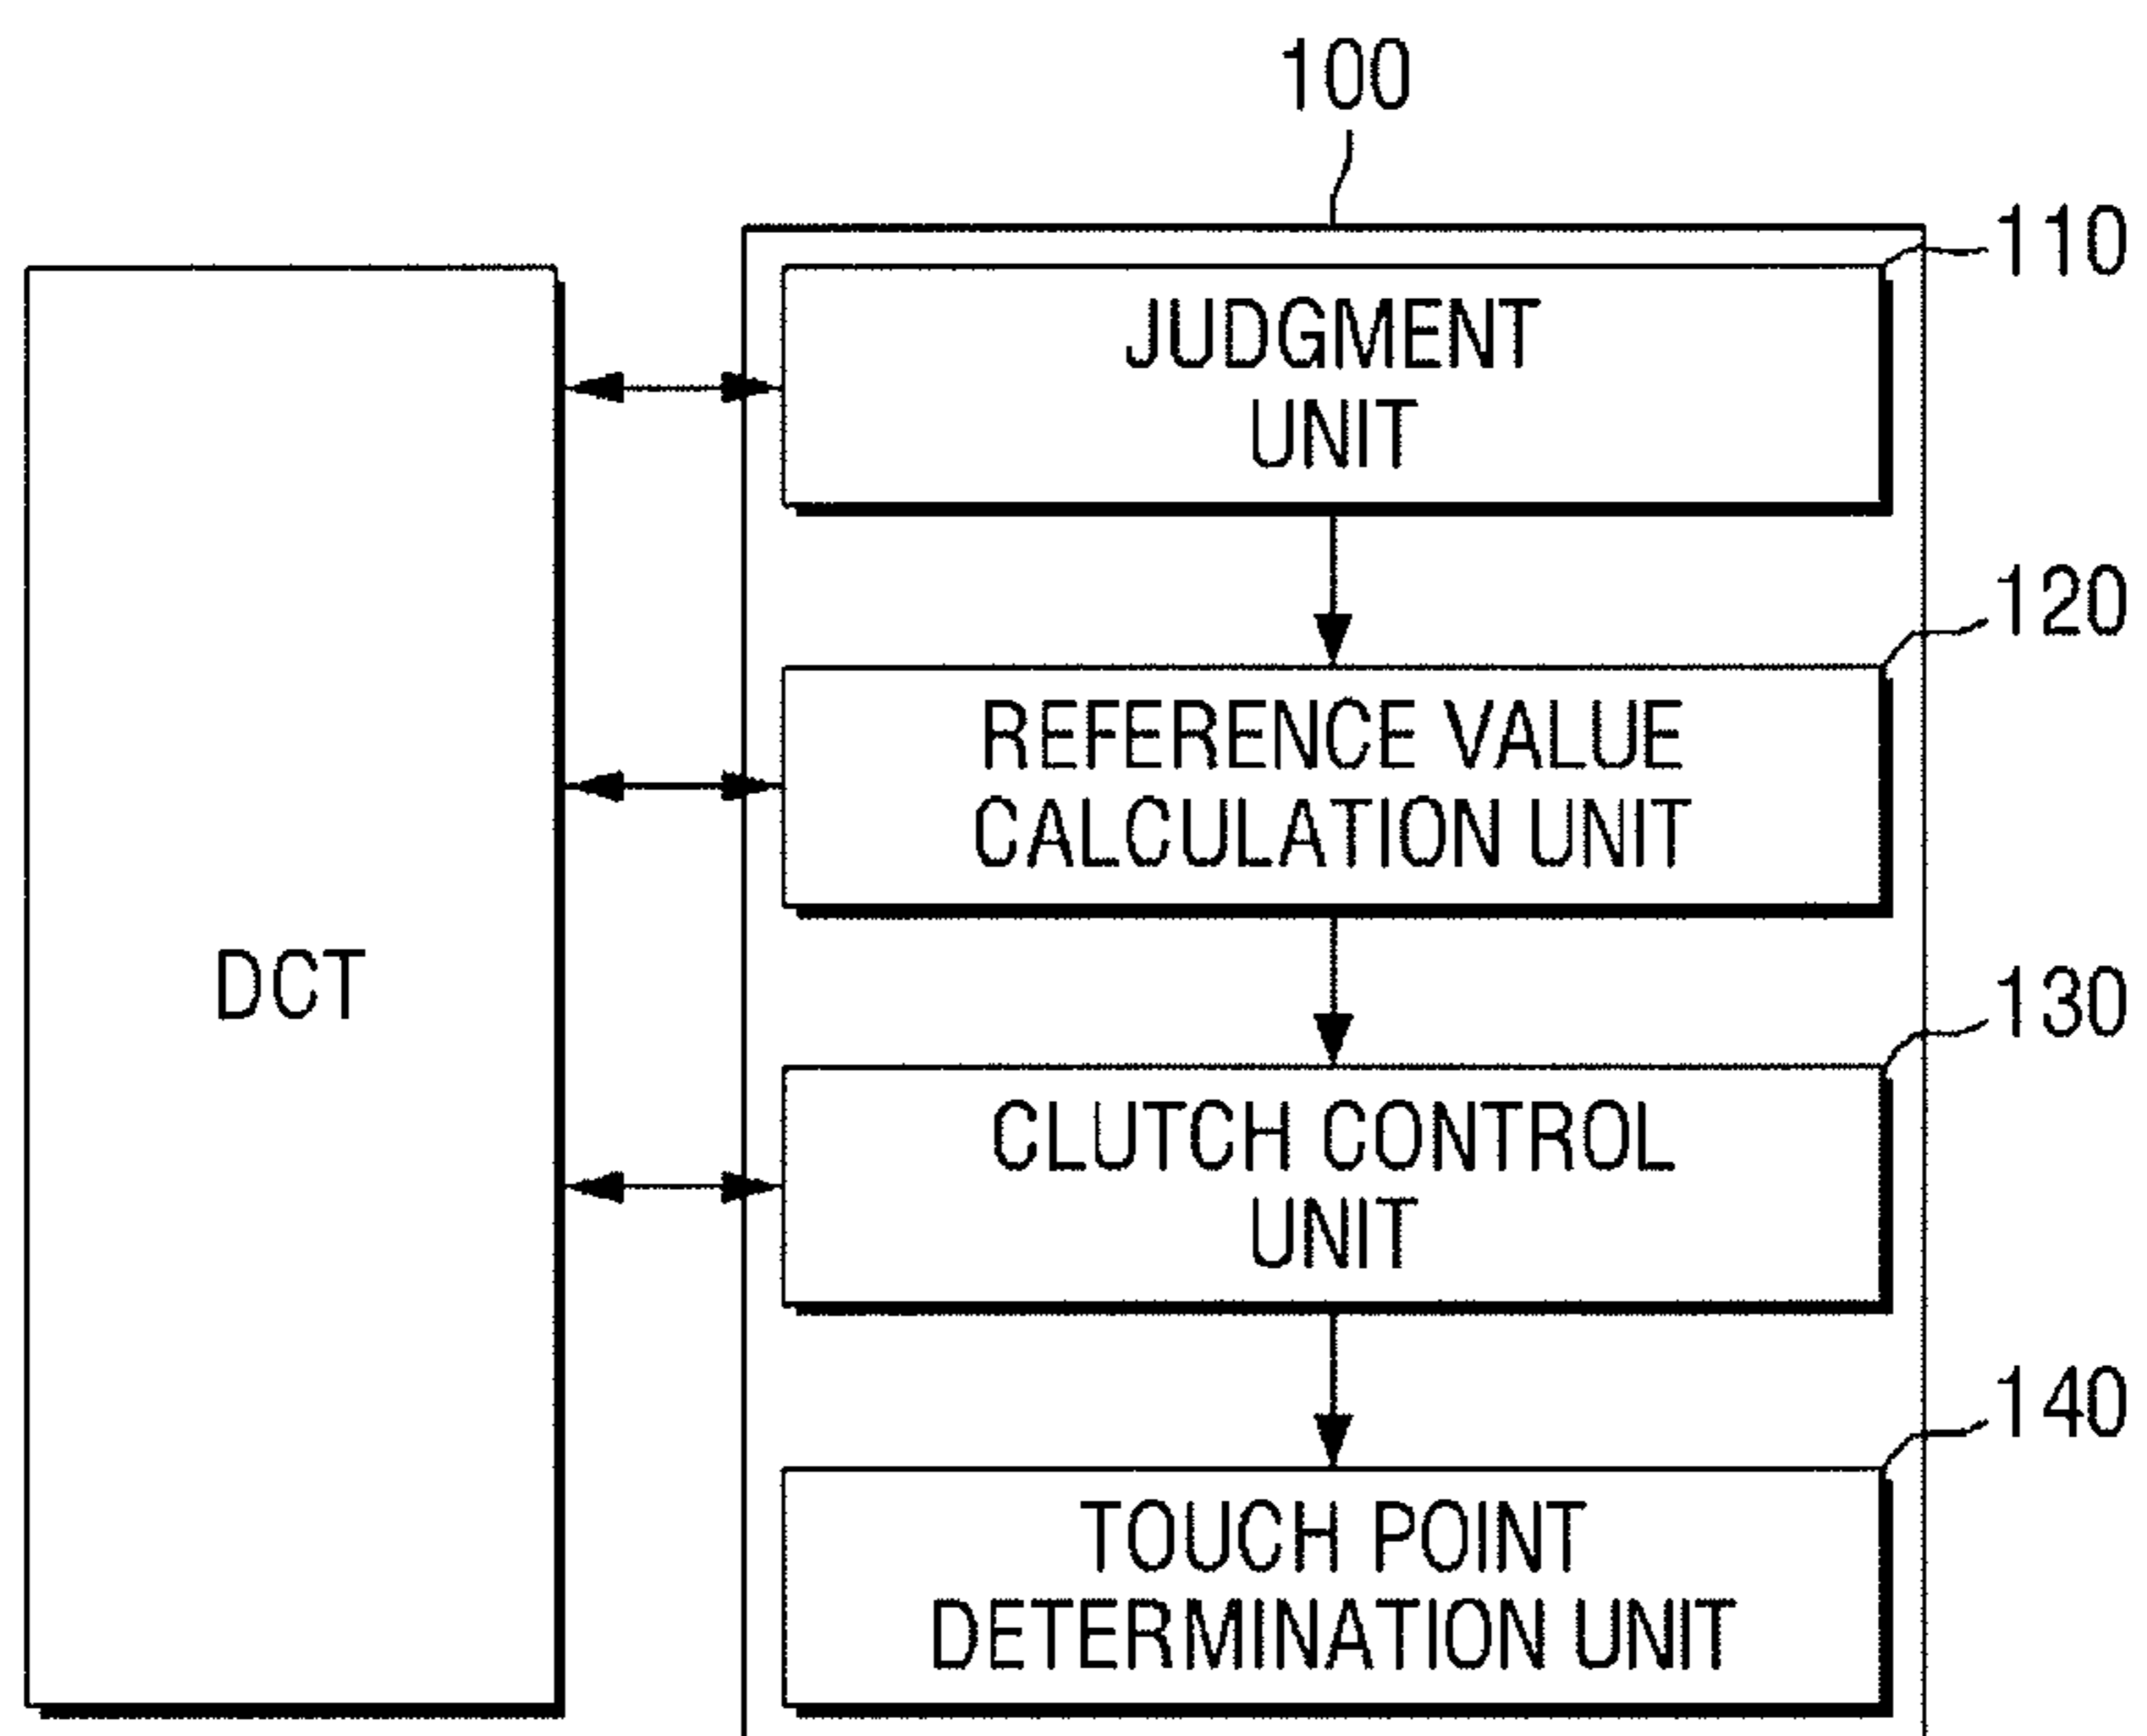 100
110
JUDGMENT
UNIT
120
REFERENCE VALUE
CALCULATION UNIT
DCT
130
CLUTCH CONTROL
UNIT
140
TOUCH POINT
DETERMINATION UNIT